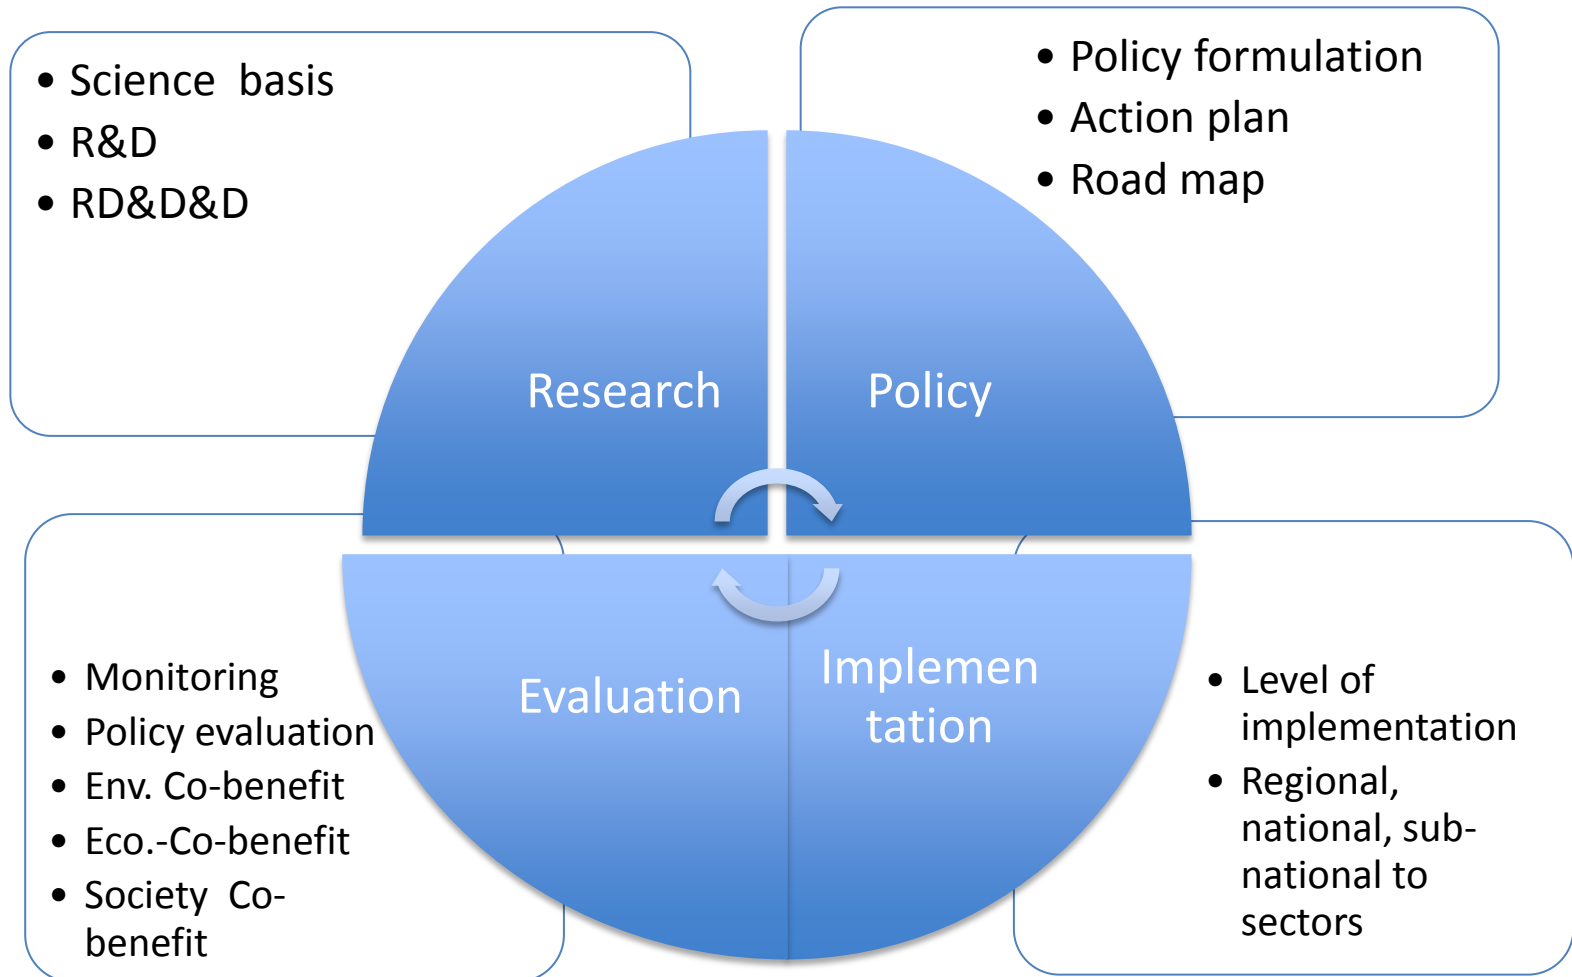 • Science  basis
• R&D
• RD&D&D
• Policy formulation
• Action plan
• Road map
Research
Policy
Evaluation
Implemen
tation
• Monitoring
• Policy evaluation
• Env. Co-benefit
• Eco.-Co-benefit
• Society  Co-
benefit
• Level of
implementation
• Regional,
national, sub-
national to
sectors